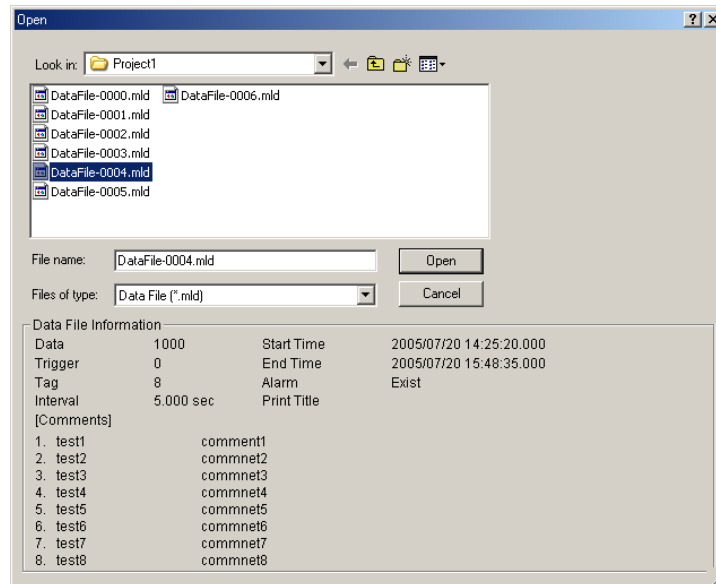 Open
Look in: Project1
DataFile-0000.mld DataFile-0006.mld
DataFile-0001.mld
DataFile-0002.mld
DataFile-0003.mld
DataFile-0004.mld
DataFile-0005.mld
File name: DataFile-0004.mld Open
Files of type: Data File (*.mld) Cancel
Data File Information
Data 1000 Start Time 2005/07/20 14:25:20.000
Trigger 0 End Time 2005/07/20 15:48:35.000
Tag 8 Alarm Exist
Interval 5.000 sec Print Title
[Comments]
1. test1 comment1
2. test2 commnet2
3. test3 commnet3
4. test4 commnet4
5. test5 commnet5
6. test6 commnet6
7. test7 commnet7
8. test8 commnet8